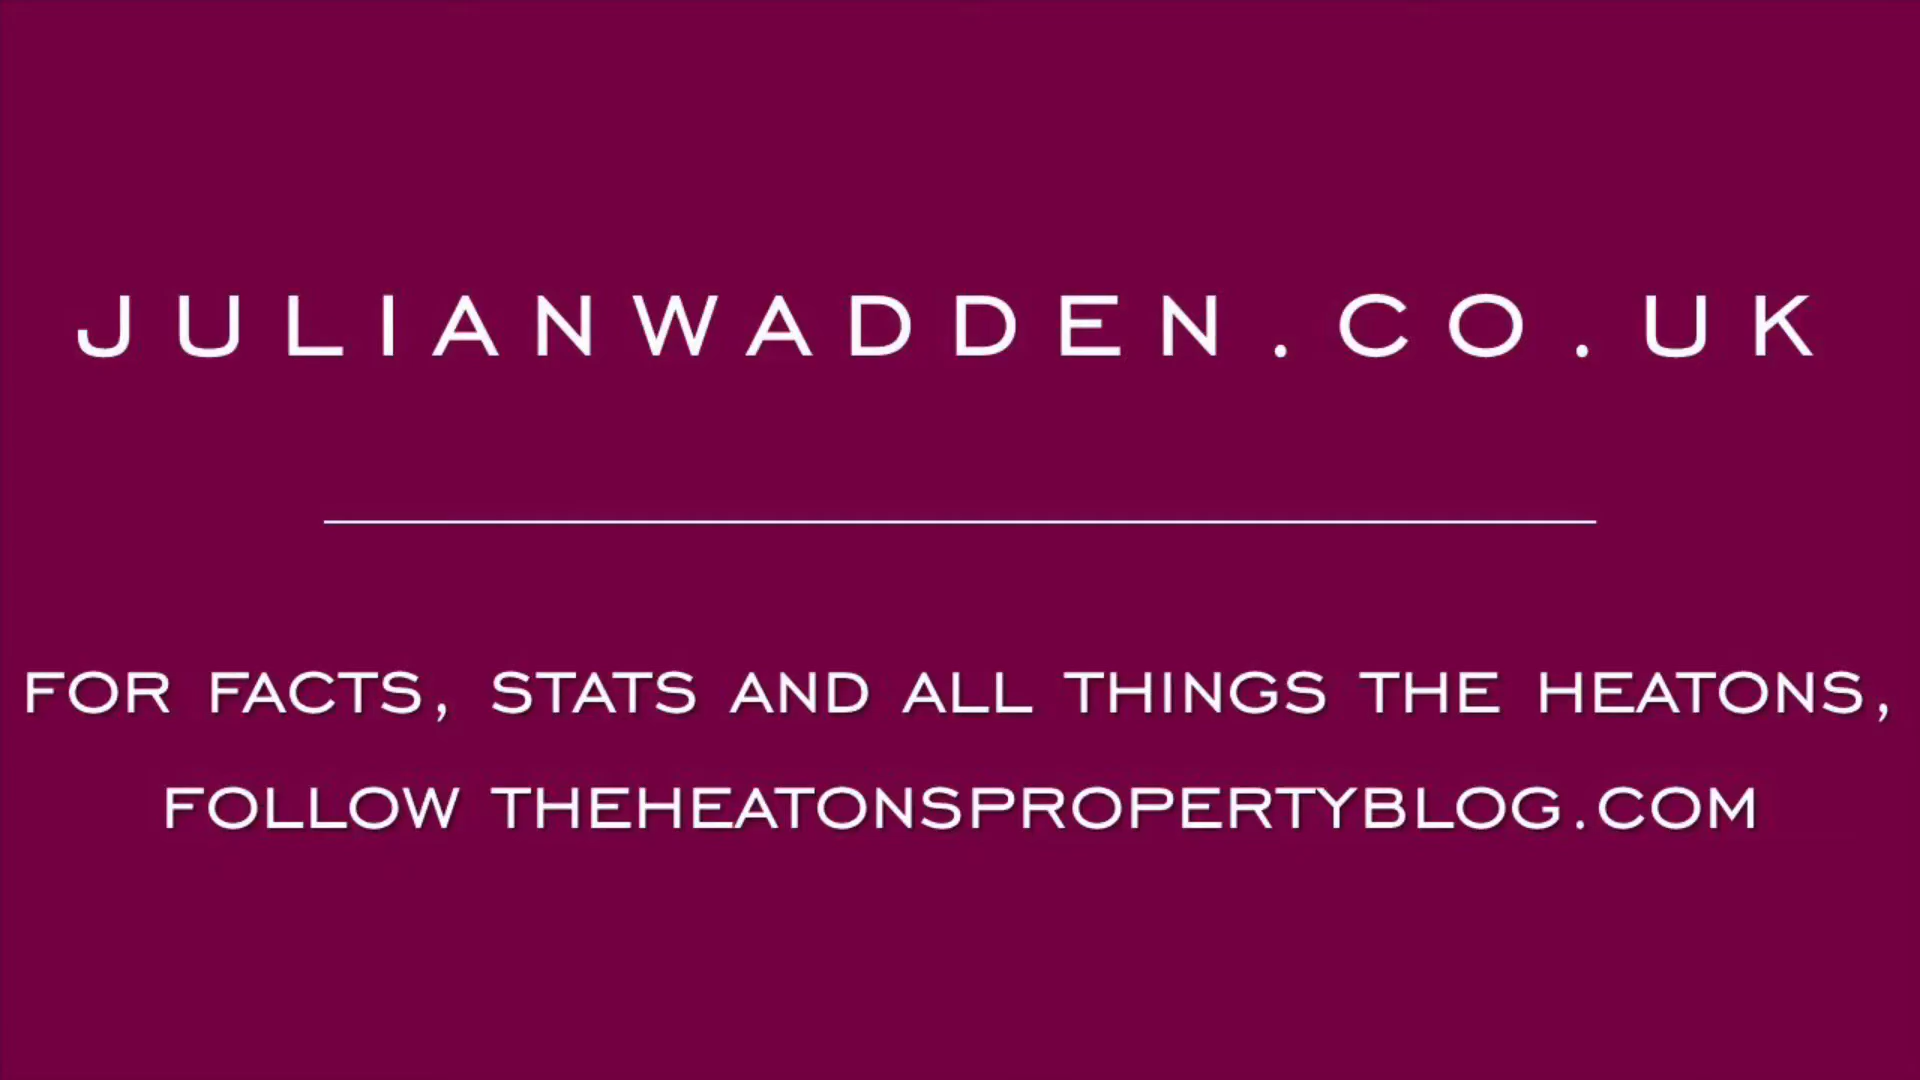 JULIANWADDEN.CO.UK
FOR FACTS, STATS AND ALL THINGS THE HEATONS,
FOLLOW THEHEATONSPROPERTYBLOG.COM